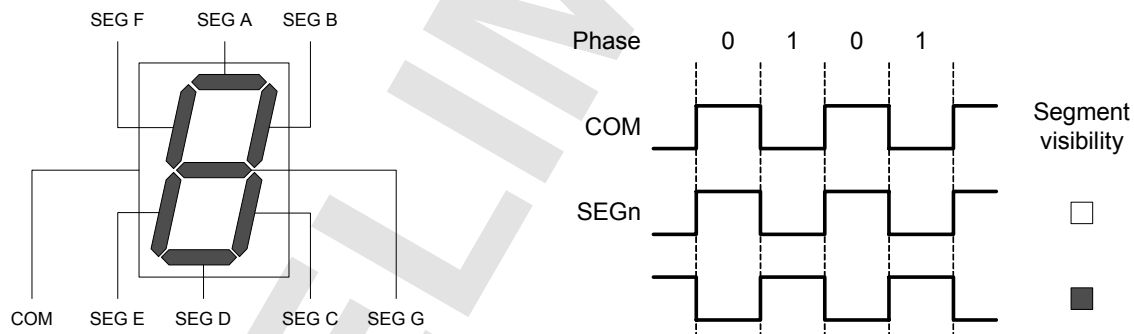 SEG F SEG A SEG B
COM SEG E SEG D SEG C SEG G
Phase 0 1 0 1
COM
Segment
visibility
SEGn